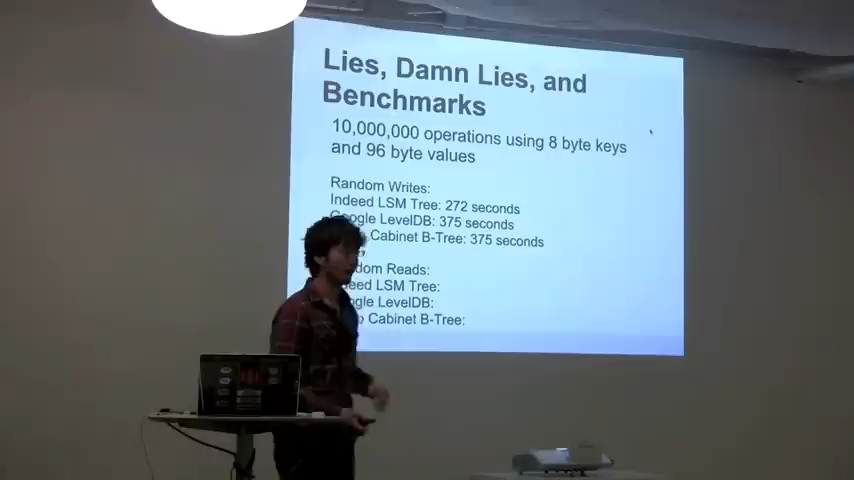 Lies, Damn Lies, and
Benchmarks
10,000,000 operations using 8 byte keys
and 96 byte values
Random Writes:
Indeed LSM Tree: 272 seconds
Google LevelDB: 375 seconds
Cabinet B-Tree: 375 seconds
Reads:
LSM Tree:
LevelDB:
Cabinet B-Tree: